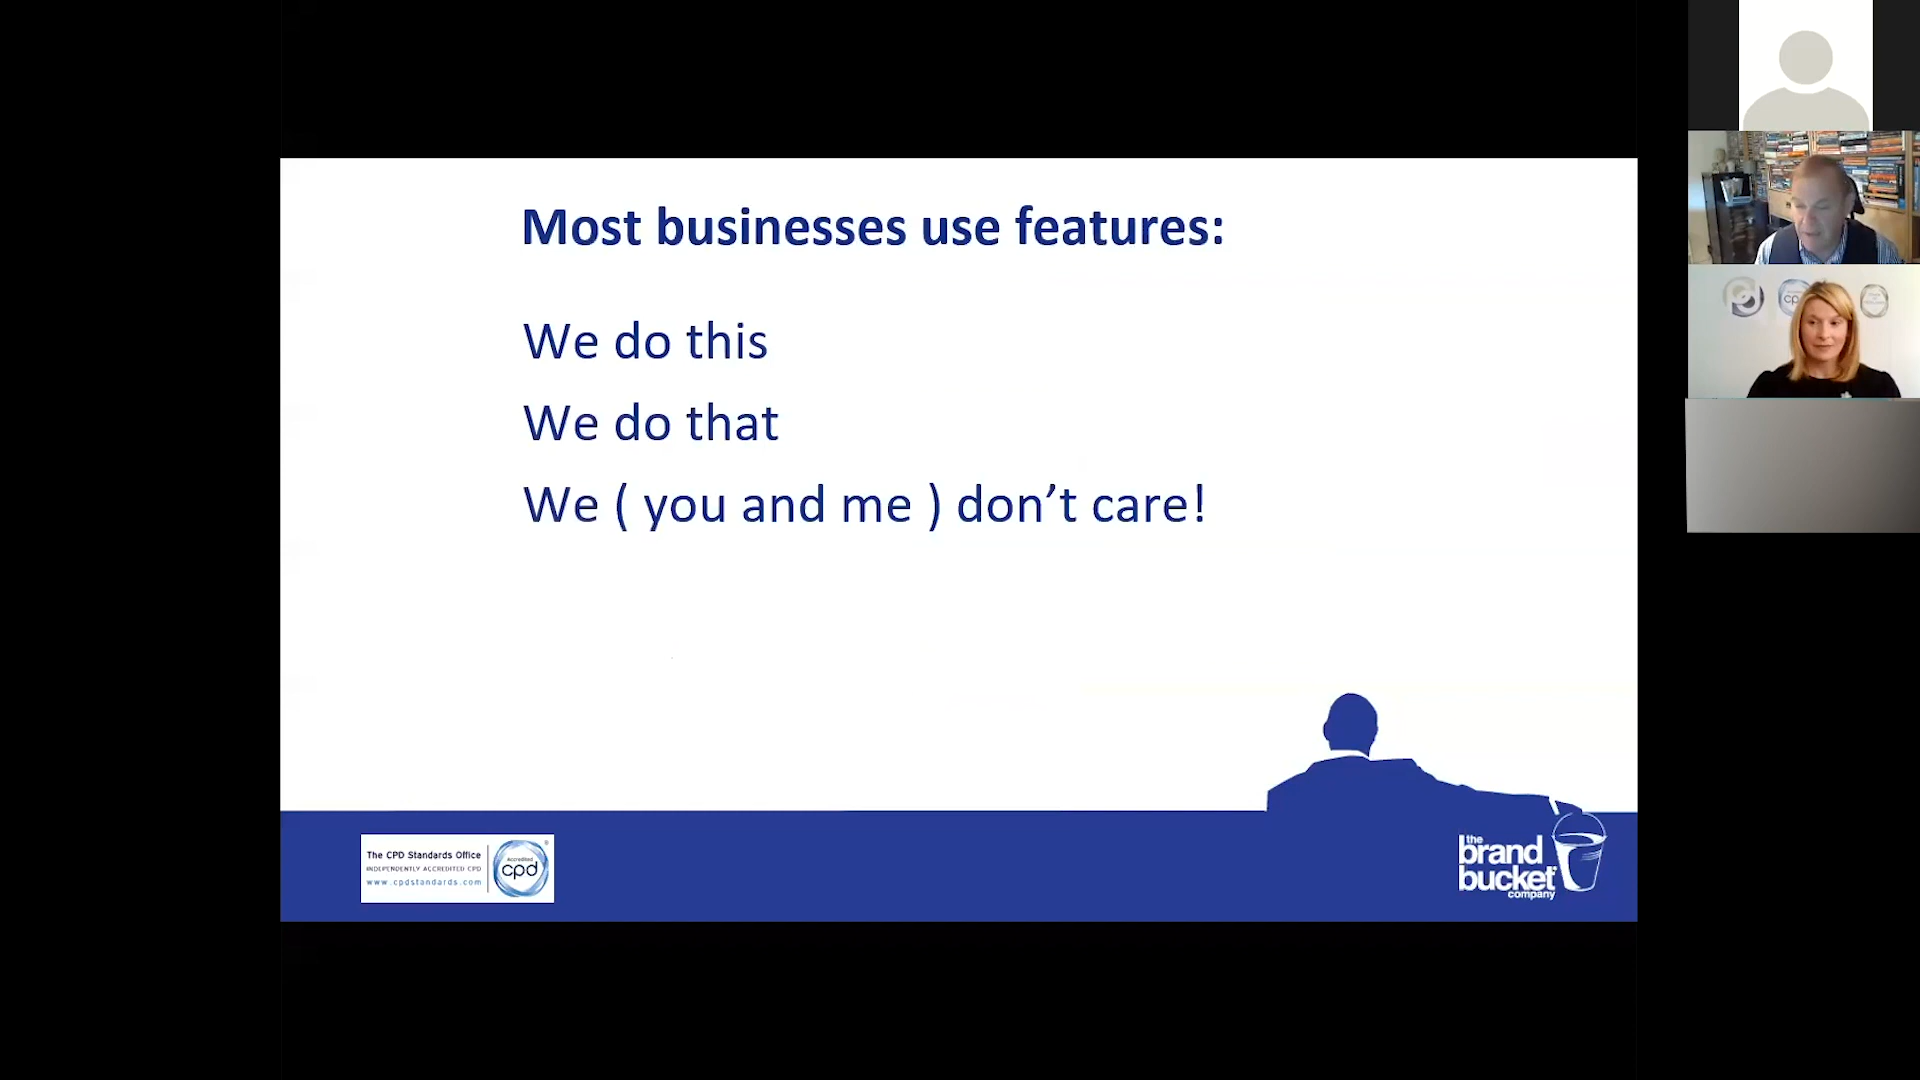 Most businesses use features:
We do this
We do that
We ( you and me ) don’t care!
The CPD Standards Office
INDEPENDENTLY ACCREDITED CPD
www.cpdstandards.com
Accredited
cpd
the
brand
bucket
company